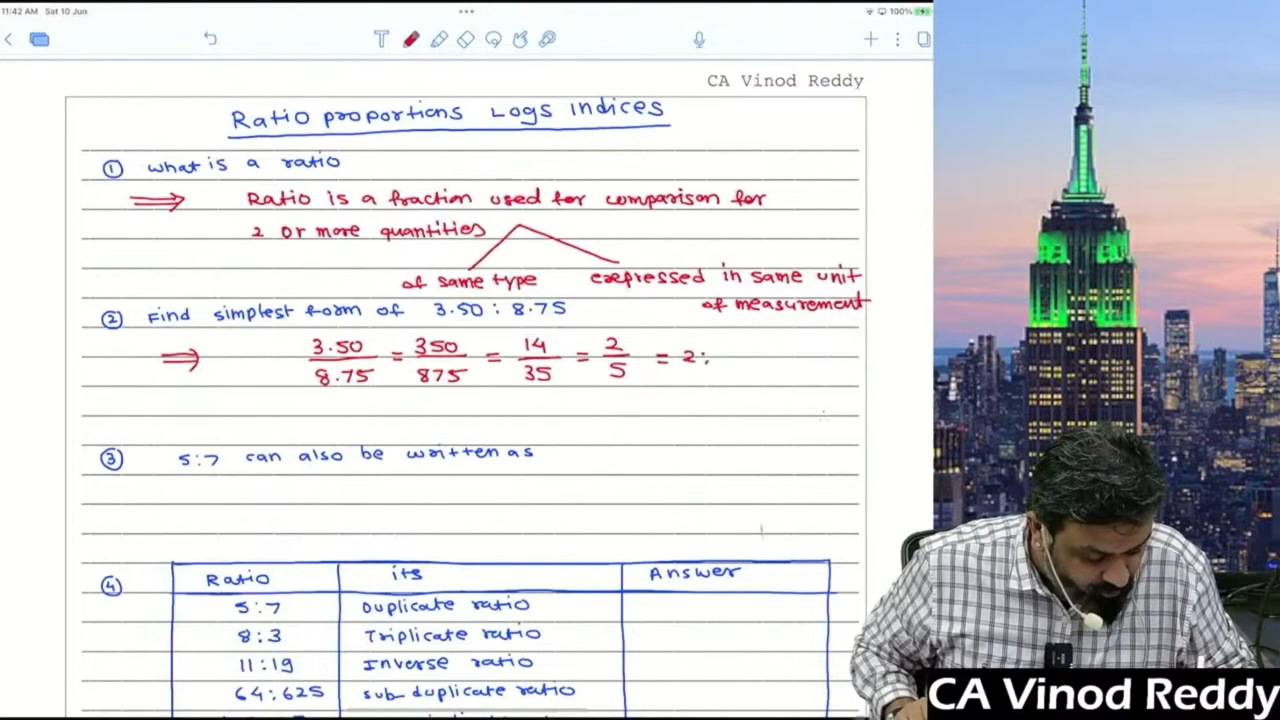 11:42 AM Sat 10 Jun
100%
CA Vinod Reddy
Ratio proportions Logs Indices
① what is a ratio
⇒ Ratio is a fraction used for comparison for
2 or more quantities
of same type expressed in same unit
of measurement
② Find simplest form of 3.50 : 8.75
⇒ 3.50/8.75 = 350/875 = 14/35 = 2/5 = 2:
③ 5:7 can also be written as
④ Ratio its Answer
5:7 Duplicate ratio
8:3 Triplicate ratio
11:19 Inverse ratio
64:625 sub duplicate ratio
CA Vinod Reddy